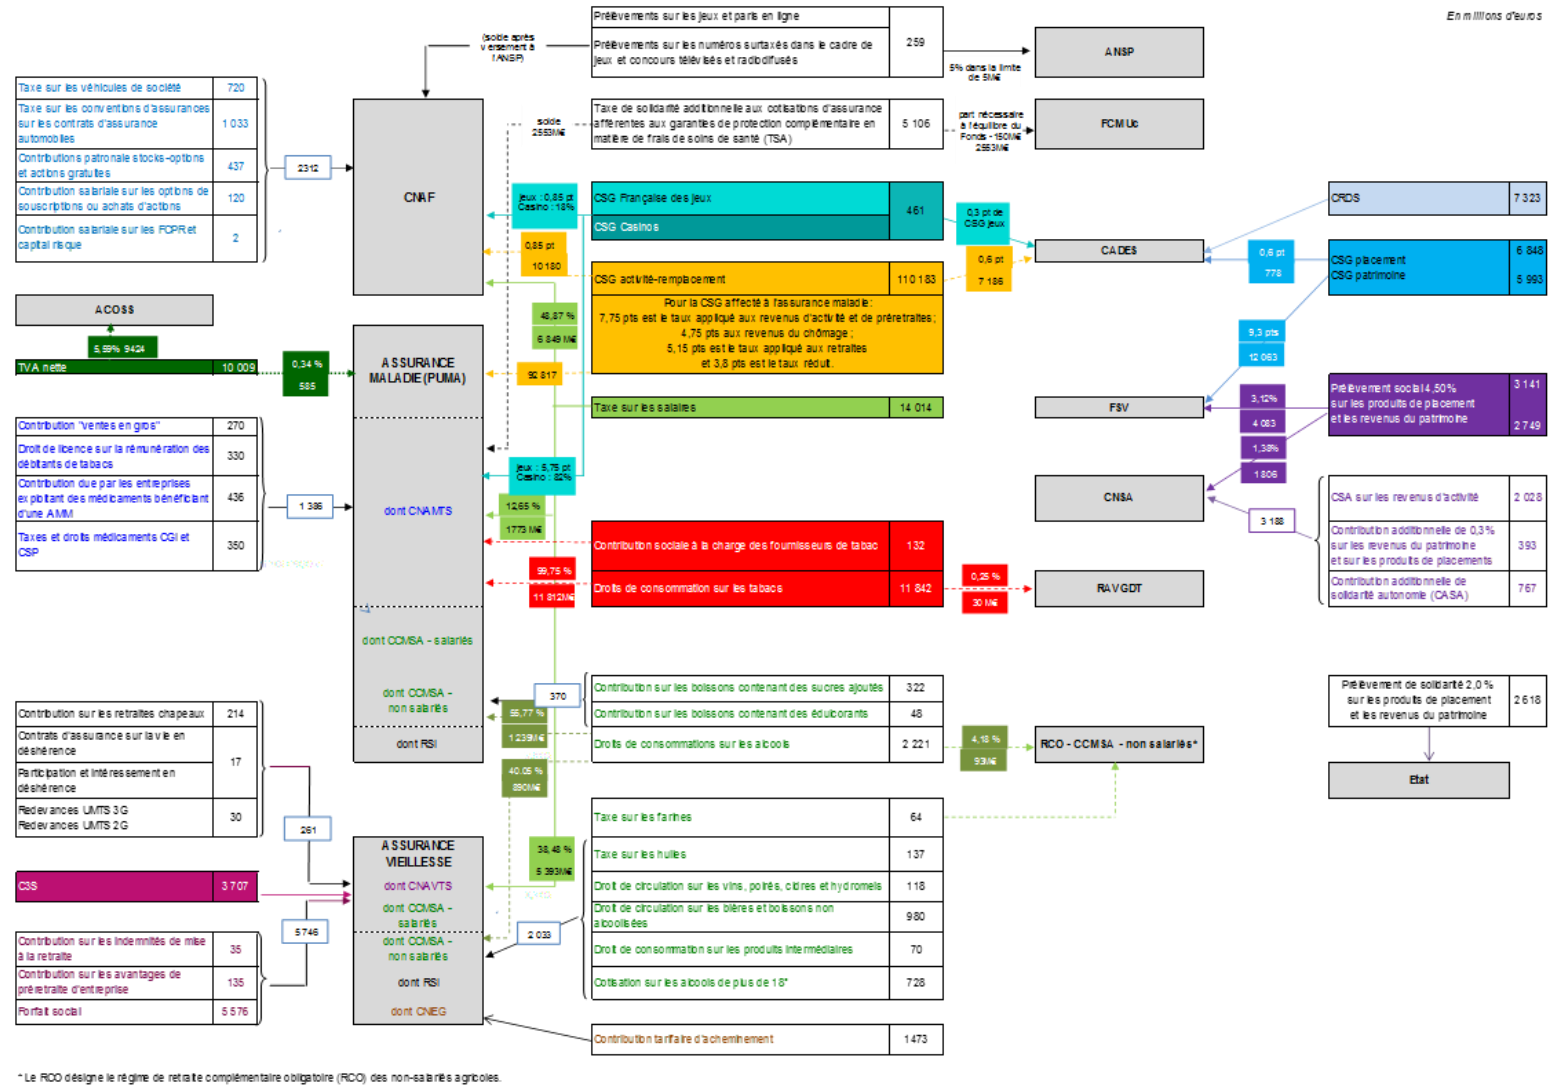 En millions d'euros
Prélèvements sur les jeux et paris en ligne
Prélèvements sur les numéros surtaxés dans le cadre de
jeux et concours télévisés et radiodifusés
259
(solde après
versement à
l'ANSP)
5% dans la limite
de 5M€
ANSP
Taxe sur les véhicules de société
720
Taxe sur les conventions d'assurances
sur les contrats d'assurance
automobiles
1 033
Contributions patronale stocks-options
et actions gratuites
437
Contribution salariale sur les options de
souscriptions ou achats d'actions
120
Contribution salariale sur les FCPR et
capital risque
2
2312
CNAF
solde
2553M€
Taxe de solidarité additionnelle aux cotisations d'assurance
afférentes aux garanties de protection complémentaire en
matière de frais de soins de santé (TSA)
5 106
part nécessaire
à l'équilibre du
Fonds - 150M€
2553M€
FCMUc
jeux : 0,85 pt
Casino : 18%
CSG Française des jeux
CSG Casinos
461
0,3 pt de
CSG jeux
CRDS
7 323
0,85 pt
10 180
CSG activité-remplacement
110 183
0,6 pt
7 186
CADES
0,6 pt
778
CSG placement
CSG patrimoine
6 848
5 993
Pour la CSG affecté à l'assurance maladie:
7,75 pts est le taux appliqué aux revenus d'activité et de préretraites;
4,75 pts aux revenus du chômage ;
5,15 pts est le taux appliqué aux retraites
et 3,8 pts est le taux réduit.
ACOSS
5,59% 9424
TVA nette
10 009
0,34 %
585
48,87 %
6 849 M€
92 817
ASSURANCE
MALADIE(PUMA)
9,3 pts
12 063
Taxe sur les salaires
14 014
FSV
3,12%
4 083
1,38%
1806
Prélèvement social 4,50%
sur les produits de placement
et les revenus du patrimoine
3 141
2 749
Contribution "ventes en gros"
270
Droit de licence sur la rémunération des
débitants de tabacs
330
Contribution due par les entreprises
exploitant des médicaments bénéficiant
d'une AMM
436
Taxes et droits médicaments CGI et
CSP
350
1 386
dont CNAMTS
jeux : 5,75 pt
Casino : 82%
12,65 %
1773 M€
CNSA
3 188
CSA sur les revenus d'activité
2 028
Contribution additionnelle de 0,3%
sur les revenus du patrimoine
et sur les produits de placements
393
Contribution additionnelle de
solidarité autonomie (CASA)
767
Contribution sociale à la charge des fournisseurs de tabac
132
99,75 %
11 812M€
Droits de consommation sur les tabacs
11 842
0,25 %
30 M€
RAVGDT
dont CCMSA - salariés
dont CCMSA -
non salariés
dont RSI
370
Contribution sur les boissons contenant des sucres ajoutés
322
Contribution sur les boissons contenant des édulcorants
48
55,77 %
1 239M€
Droits de consommations sur les alcools
2 221
4,18 %
93M€
RCO - CCMSA - non salariés*
40.05 %
890M€
Prélèvement de solidarité 2,0%
sur les produits de placement
et les revenus du patrimoine
2 618
Etat
Contribution sur les retraites chapeaux
214
Contrats d'assurance sur la vie en
déshérence
Participation et intéressement en
déshérence
17
Redevances UMTS 3G
Redevances UMTS 2G
30
261
C3S
3 707
5 746
Contribution sur les indemnités de mise
à la retraite
35
Contribution sur les avantages de
préretraite d'entreprise
135
Forfait social
5 576
ASSURANCE
VIEILLESSE
dont CNAVTS
dont CCMSA -
salariés
dont CCMSA -
non salariés
dont RSI
dont CNIEG
38,48 %
5 393M€
2 033
Taxe sur les farines
64
Taxe sur les huiles
137
Droit de circulation sur les vins, poirés, cidres et hydromels
118
Droit de circulation sur les bières et boissons non
alcoolisées
980
Droit de consommation sur les produits intermédiaires
70
Cotisation sur les alcools de plus de 18°
728
Contribution tarifaire d'acheminement
1473
* Le RCO désigne le régime de retraite complémentaire obligatoire (RCO) des non-salariés agricoles.